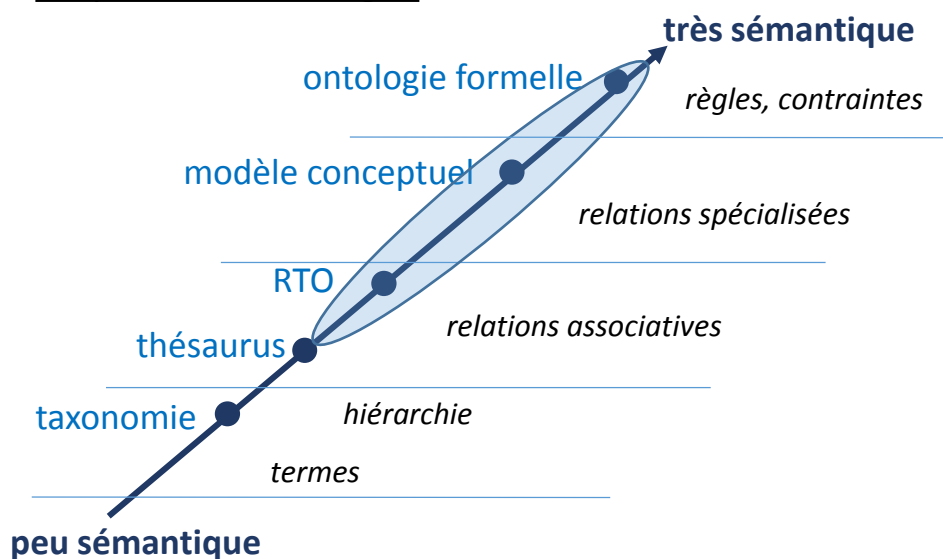 très sémantique
ontologie formelle
règles, contraintes
modèle conceptuel
relations spécialisées
RTO
relations associatives
thésaurus
taxonomie
hiérarchie
termes
peu sémantique